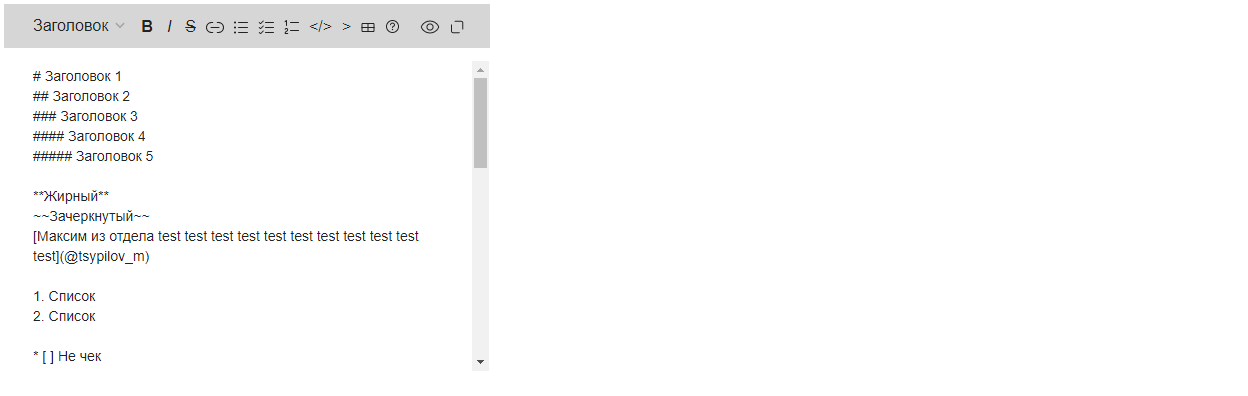 Заголовок B I S </> >
# Заголовок 1
## Заголовок 2
### Заголовок 3
#### Заголовок 4
##### Заголовок 5
**Жирный**
~~Зачеркнутый~~
[Максим из отдела test test test test test test test test test test
test](@tsypilov_m)
1. Список
2. Список
* [ ] Не чек